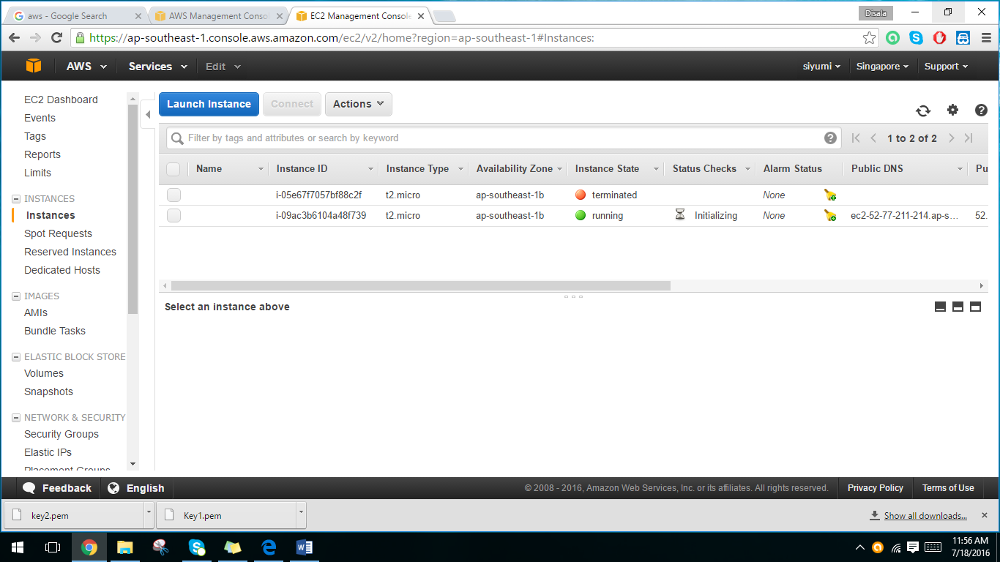 aws - Google Search
AWS Management Consol
EC2 Management Console
Disala
https://ap-southeast-1.console.aws.amazon.com/ec2/v2/home?region=ap-southeast-1#Instances:
AWS Services Edit siyumi Singapore Support
EC2 Dashboard
Events
Tags
Reports
Limits
INSTANCES
Instances
Spot Requests
Reserved Instances
Dedicated Hosts
IMAGES
AMIs
Bundle Tasks
ELASTIC BLOCK STORE
Volumes
Snapshots
NETWORK & SECURITY
Security Groups
Elastic IPs
Placement Groups
Launch Instance Connect Actions
Filter by tags and attributes or search by keyword
1 to 2 of 2
Name Instance ID Instance Type Availability Zone Instance State Status Checks Alarm Status Public DNS Pu
i-05e67f7057bf88c2f t2.micro ap-southeast-1b terminated None
i-09ac3b6104a48f739 t2.micro ap-southeast-1b running Initializing None ec2-52-77-211-214.ap-s... 52.
Select an instance above
Feedback English © 2008 - 2016, Amazon Web Services, Inc. or its affiliates. All rights reserved. Privacy Policy Terms of Use
key2.pem Key1.pem Show all downloads...
11:56 AM
7/18/2016